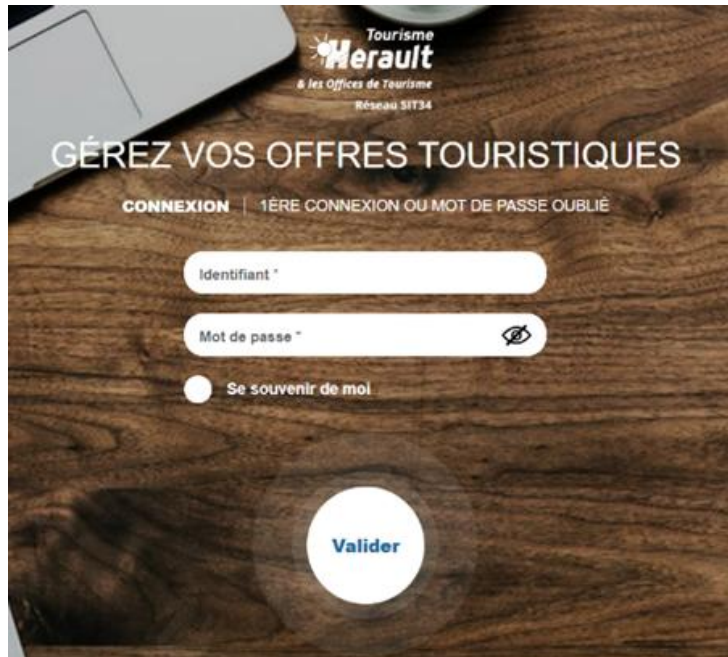 Tourisme
Herault
& les Offices de Tourisme
Réseau SIT34
GÉREZ VOS OFFRES TOURISTIQUES
CONNEXION | 1ÈRE CONNEXION OU MOT DE PASSE OUBLIÉ
Identifiant *
Mot de passe *
Se souvenir de moi
Valider